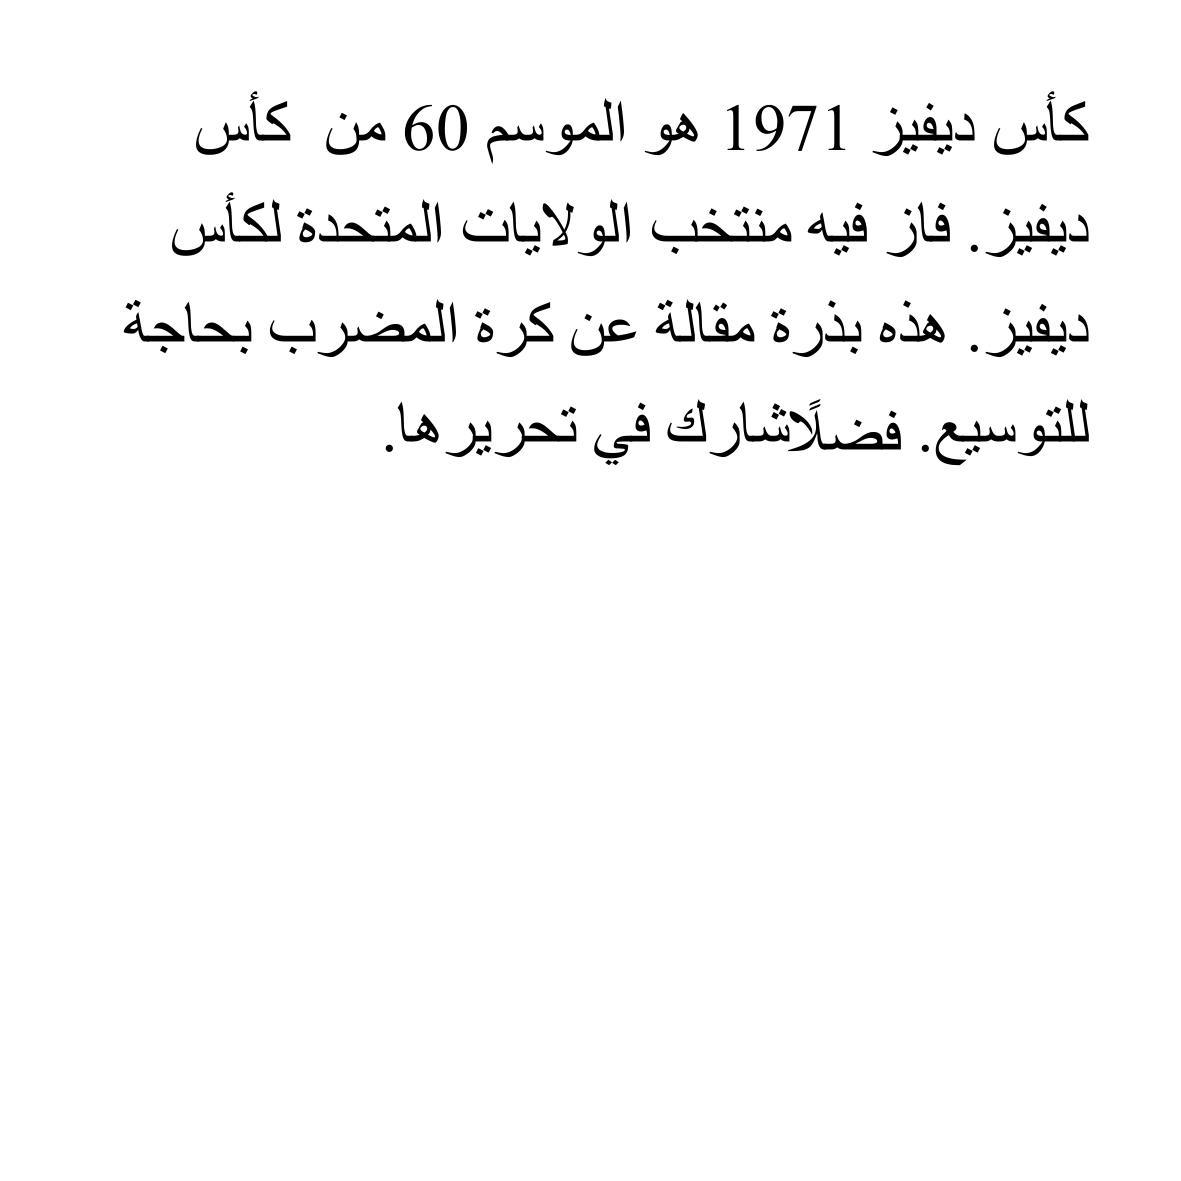 كأس ديفيز 1971 هو الموسم 60 من  كأس
ديفيز. فاز فيه منتخب الولايات المتحدة لكأس
ديفيز. هذه بذرة مقالة عن كرة المضرب بحاجة
للتوسيع. فضلًاشارك في تحريرها.